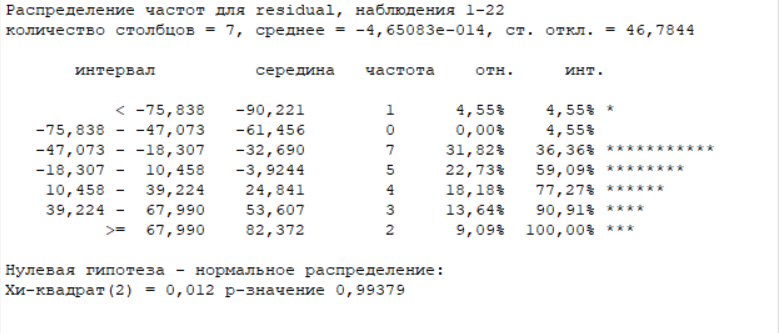 Распределение частот для residual, наблюдения 1-22
количество столбцов = 7, среднее = -4,65083e-014, ст. откл. = 46,7844
интервал середина частота отн. инт.
< -75,838 -90,221 1 4,55% 4,55% *
-75,838 - -47,073 -61,456 0 0,00% 4,55%
-47,073 - -18,307 -32,690 7 31,82% 36,36% ***********
-18,307 - 10,458 -3,9244 5 22,73% 59,09% ********
10,458 - 39,224 24,841 4 18,18% 77,27% ******
39,224 - 67,990 53,607 3 13,64% 90,91% ****
>= 67,990 82,372 2 9,09% 100,00% ***
Нулевая гипотеза - нормальное распределение:
Хи-квадрат(2) = 0,012 p-значение 0,99379